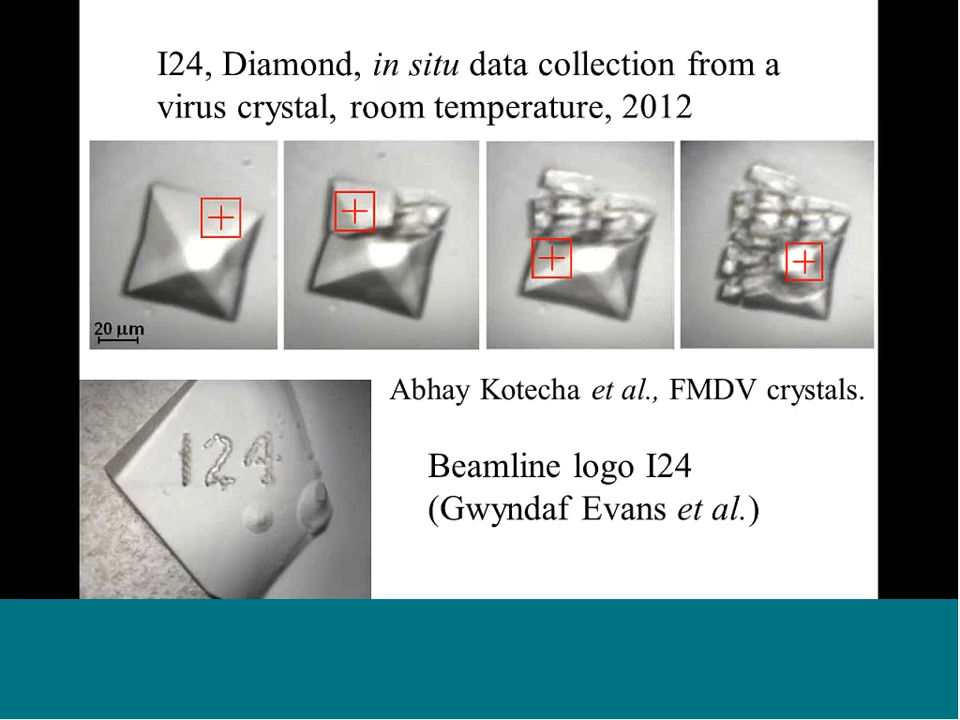 I24, Diamond, in situ data collection from a
virus crystal, room temperature, 2012
20 μm
Abhay Kotecha et al., FMDV crystals.
I24
Beamline logo I24
(Gwyndaf Evans et al.)